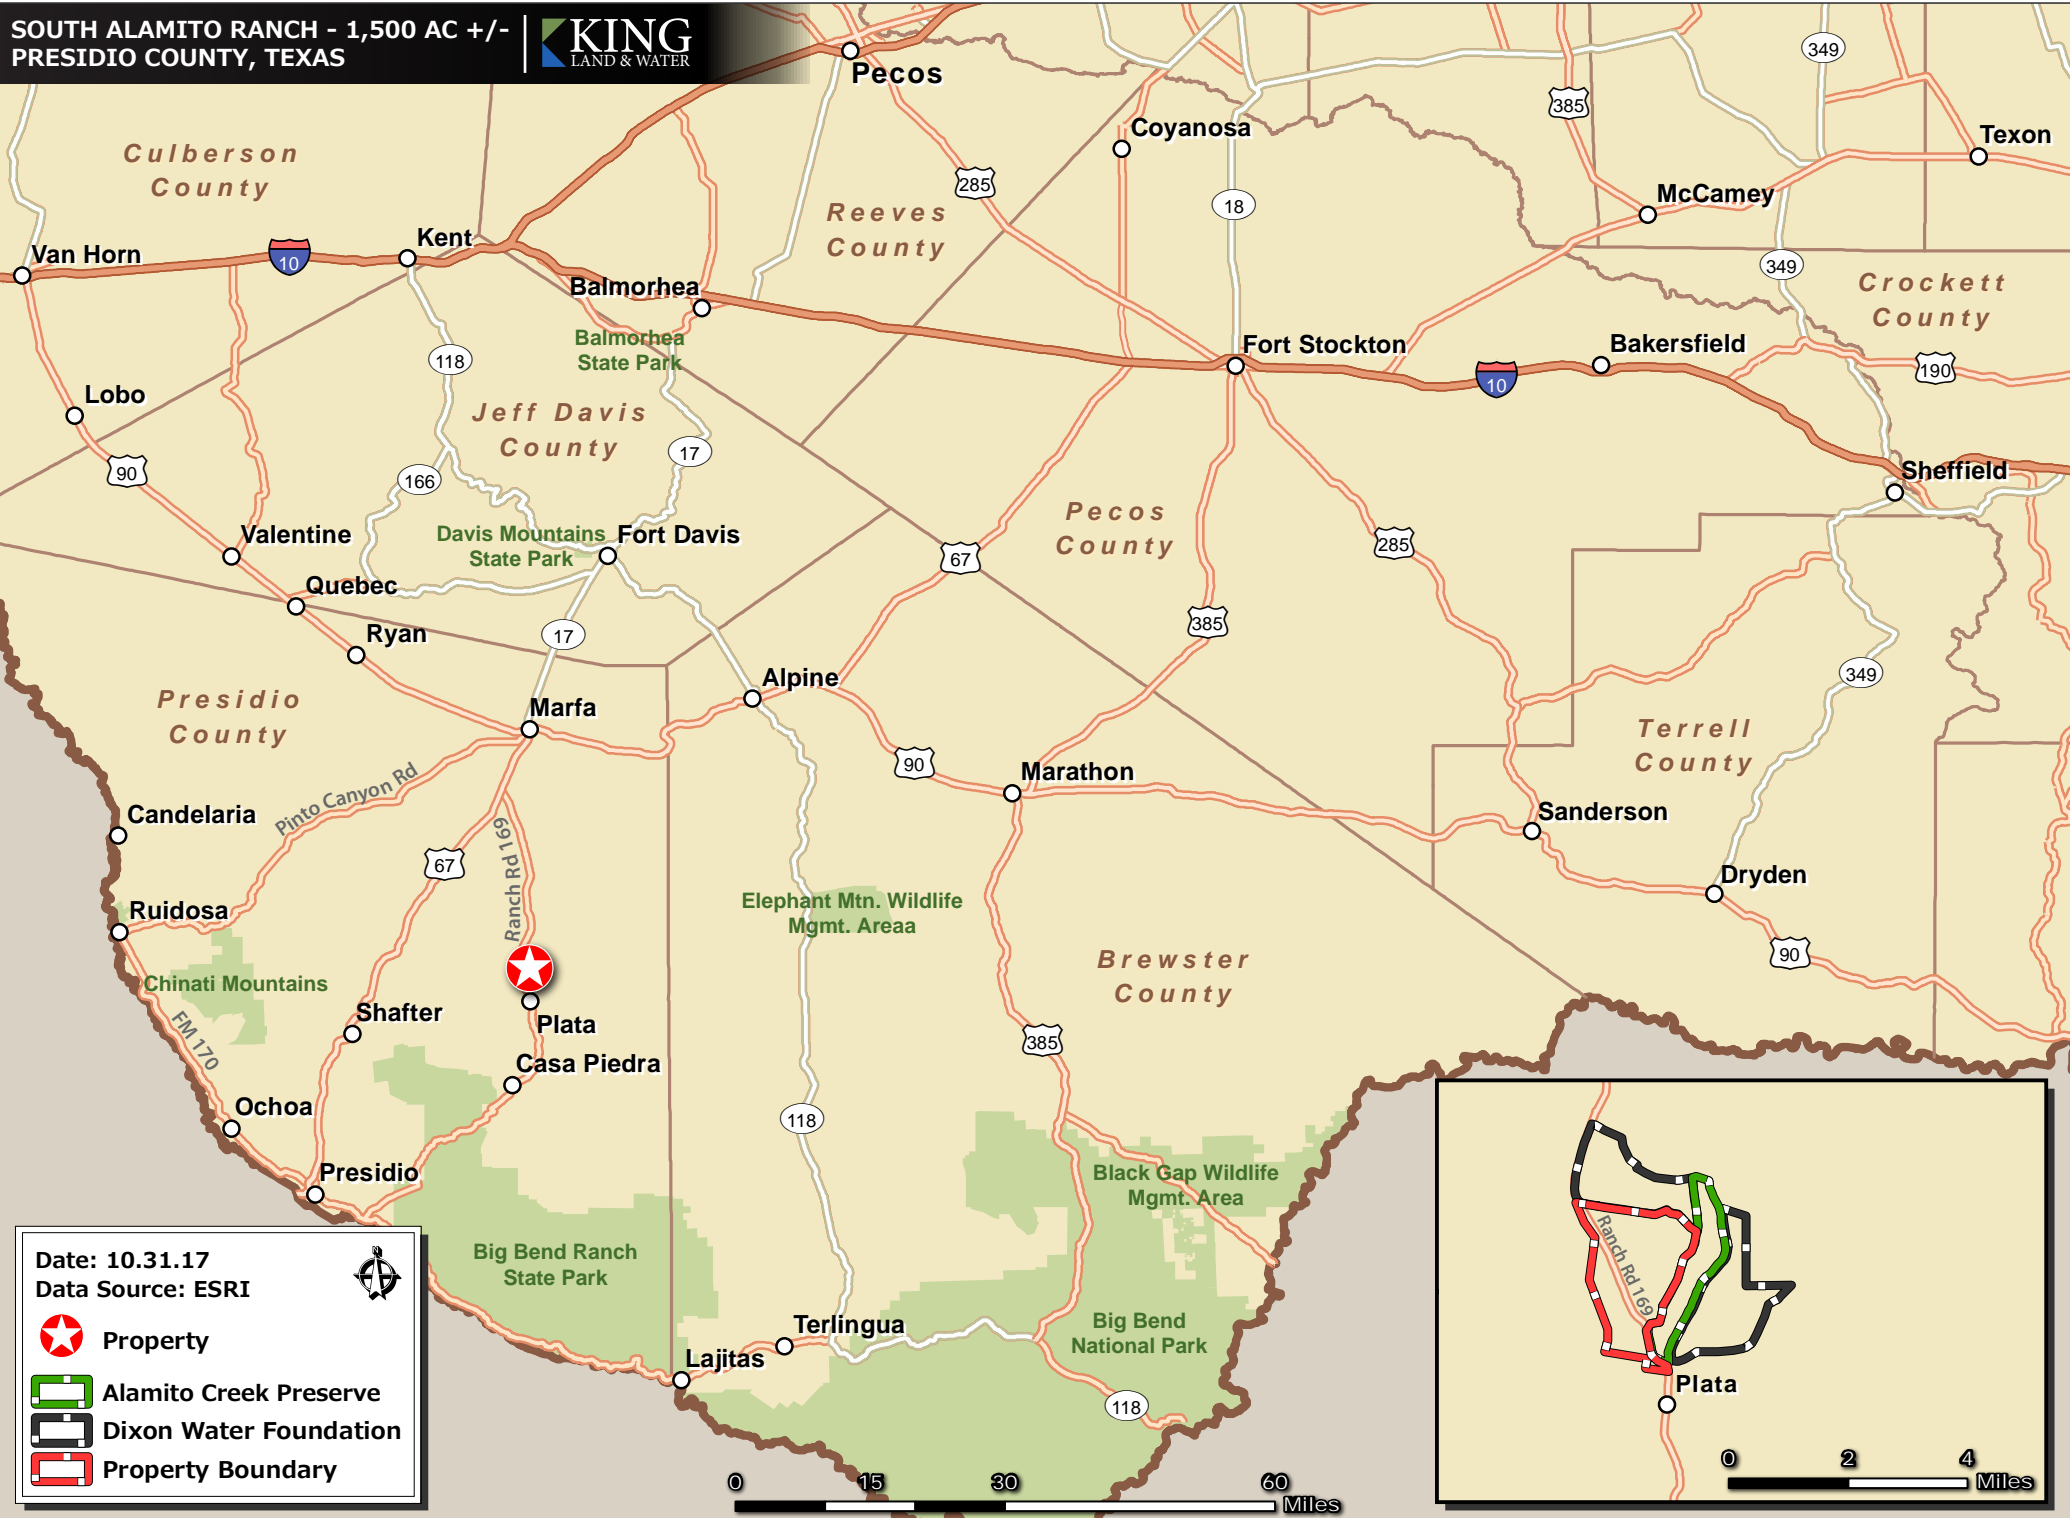 SOUTH ALAMITO RANCH - 1,500 AC +/-
PRESIDIO COUNTY, TEXAS
KING
LAND & WATER
Pecos
349
385
Coyanosa
Texon
Culberson
County
285
McCamey
18
Reeves
County
Kent
Van Horn
10
349
Balmorhea
Crockett
County
Balmorhea
State Park
Fort Stockton
Bakersfield
118
10
190
Lobo
Jeff Davis
County
17
90
166
Sheffield
Pecos
County
Valentine
Davis Mountains
State Park
Fort Davis
67
285
Quebec
385
Ryan
17
349
Alpine
Presidio
County
Marfa
Terrell
County
90
Marathon
Pinto Canyon Rd
Candelaria
Sanderson
67
Ranch Rd 169
Dryden
Elephant Mtn. Wildlife
Mgmt. Areaa
Ruidosa
90
Brewster
County
Chinati Mountains
Shafter
Plata
FM 170
385
Casa Piedra
Ochoa
118
Presidio
Black Gap Wildlife
Mgmt. Area
Big Bend Ranch
State Park
Big Bend
National Park
Terlingua
Lajitas
118
Date: 10.31.17
Data Source: ESRI
N
Property
Alamito Creek Preserve
Dixon Water Foundation
Property Boundary
0 15 30 60
Miles
Ranch Rd 169
Plata
0 2 4
Miles